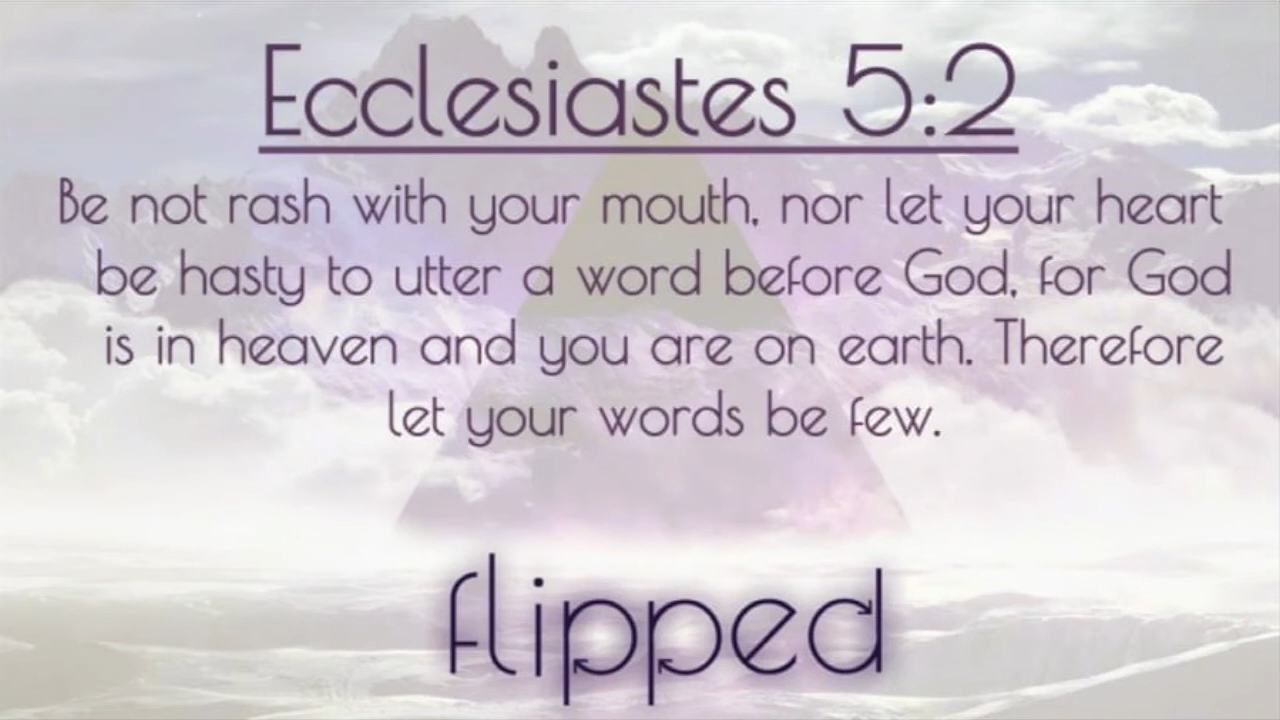 Ecclesiastes 5:2
Be not rash with your mouth, nor let your heart
be hasty to utter a word before God, for God
is in heaven and you are on earth. Therefore
let your words be few.
flipped